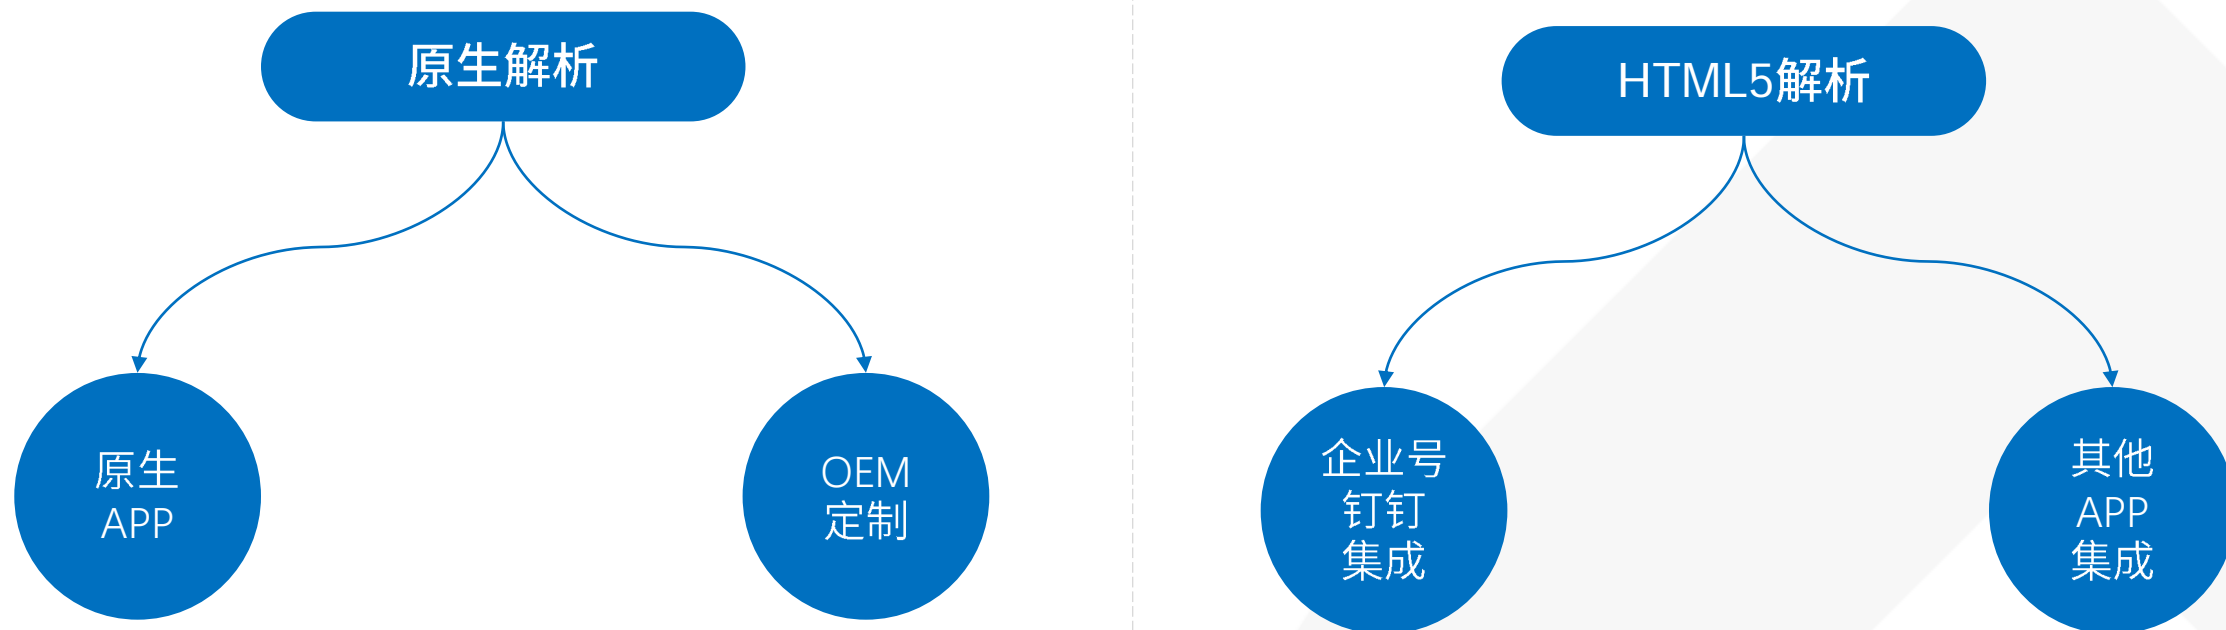 原生解析
原生
APP
OEM
定制
HTML5解析
企业号
钉钉
集成
其他
APP
集成